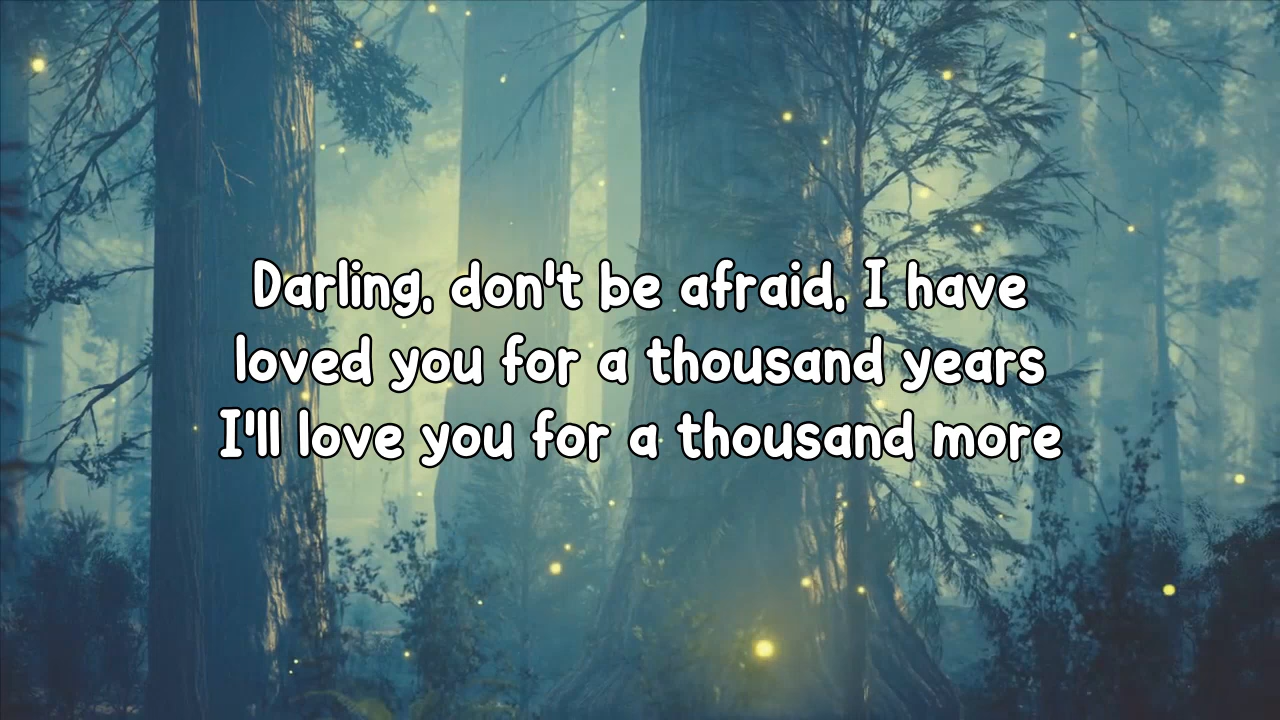 Darling, don't be afraid, I have
loved you for a thousand years
I'll love you for a thousand more